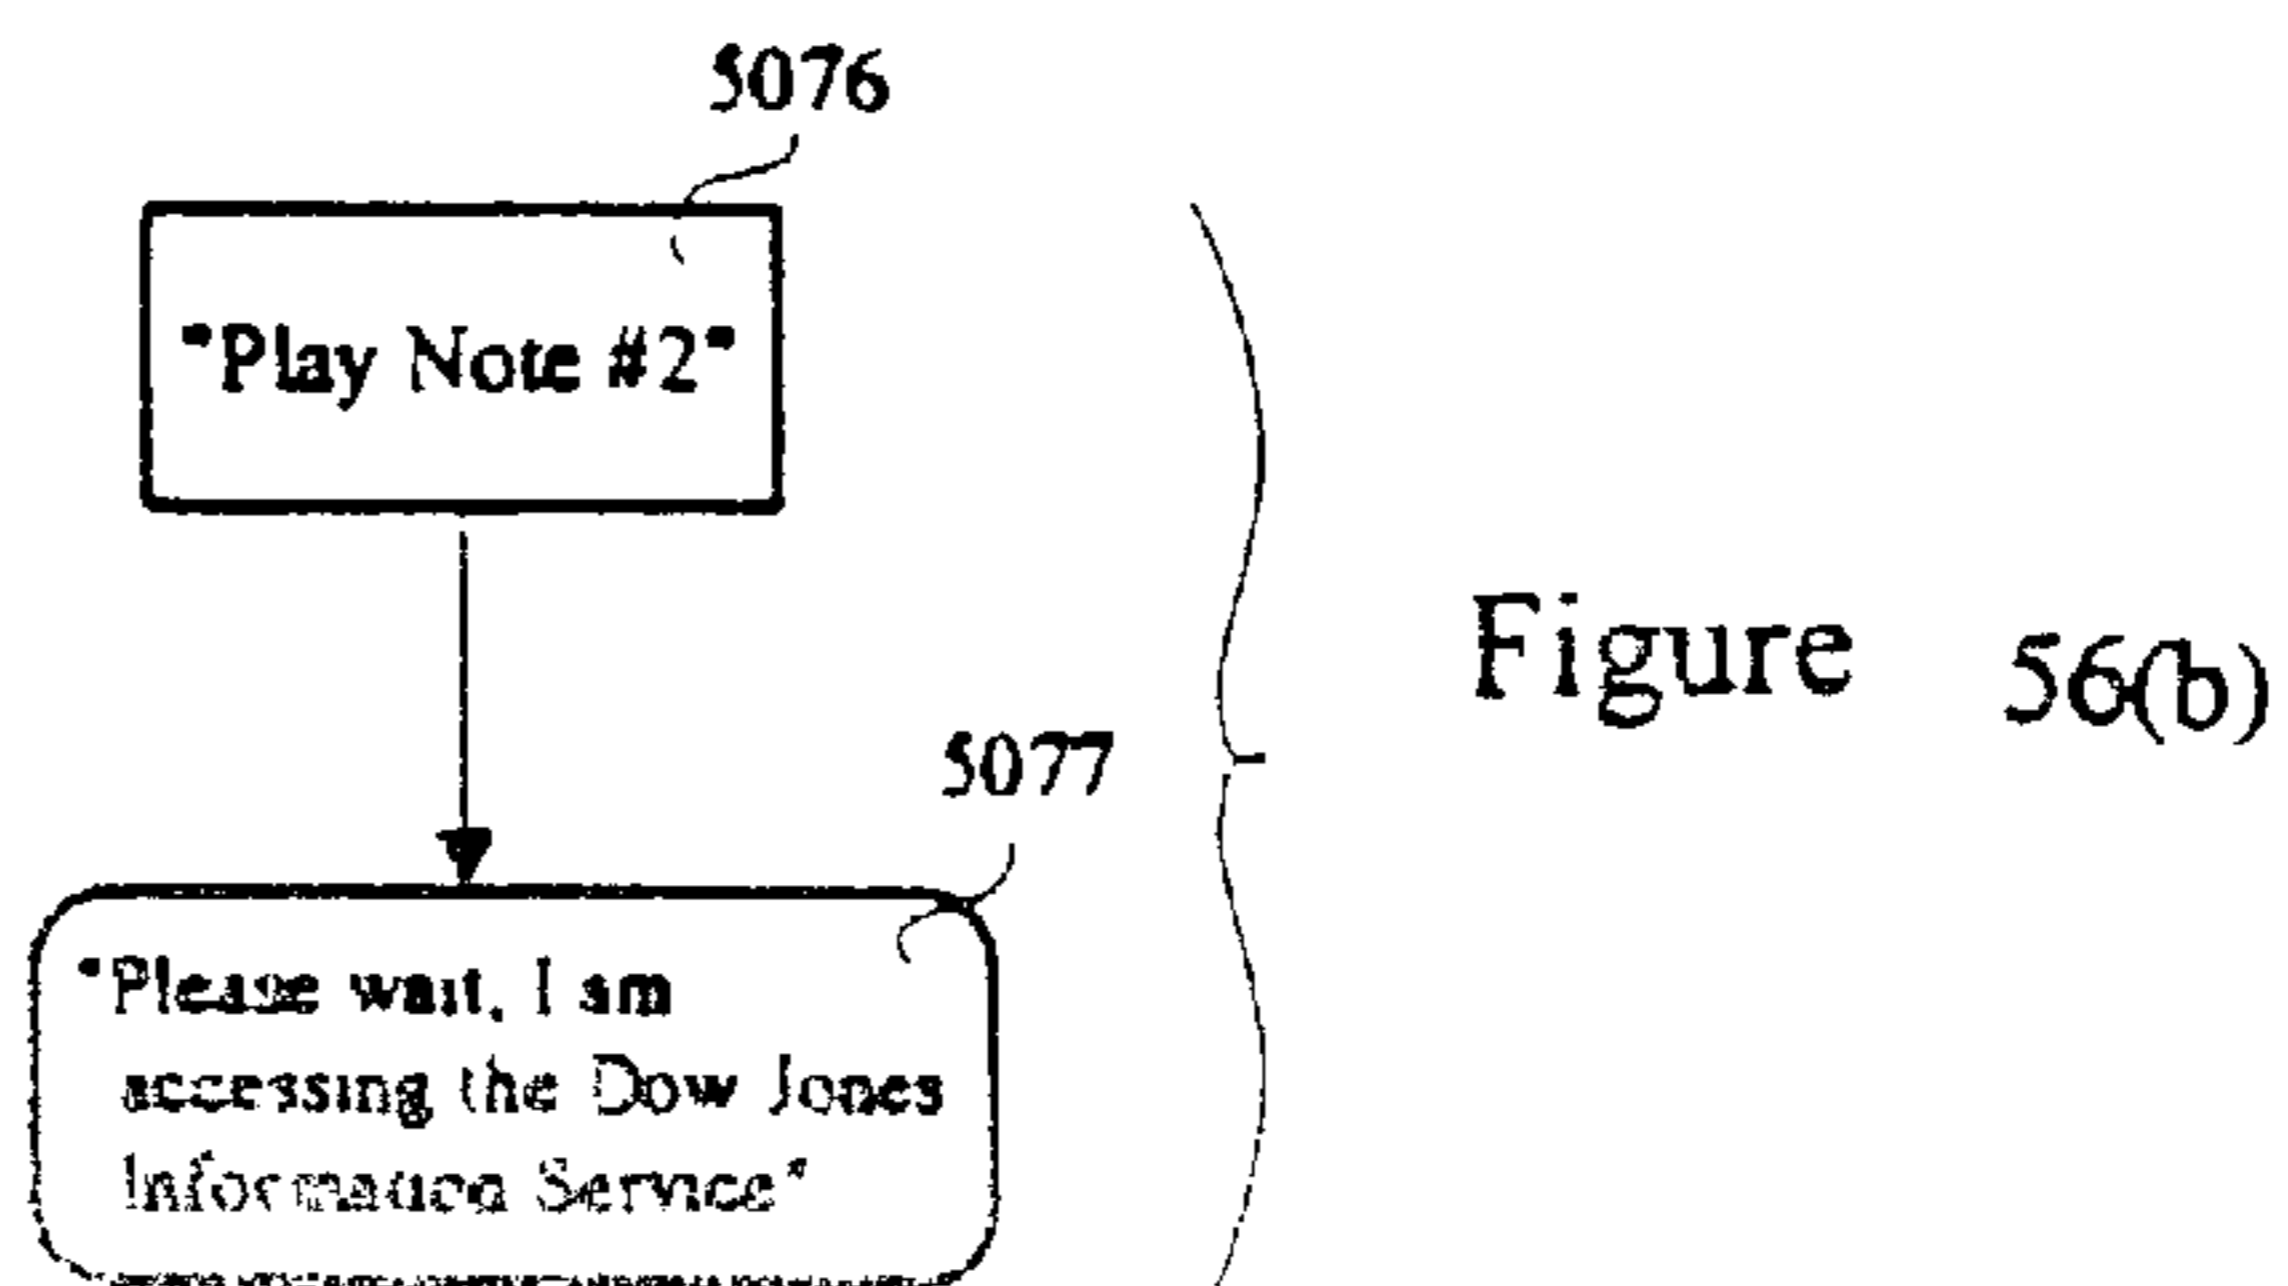 5076
"Play Note #2"
Figure 56(b)
5077
"Please wait, I am
accessing the Dow Jones
Information Service"